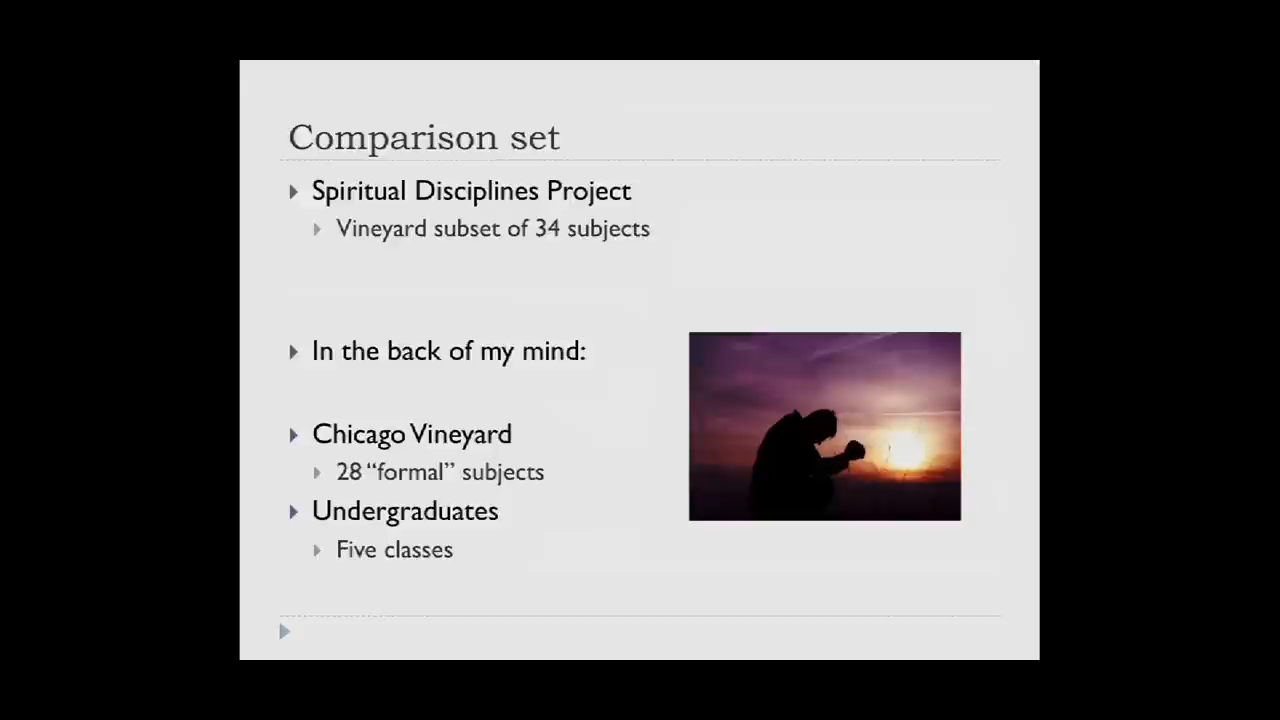 Comparison set
Spiritual Disciplines Project
Vineyard subset of 34 subjects
In the back of my mind:
Chicago Vineyard
28 “formal” subjects
Undergraduates
Five classes